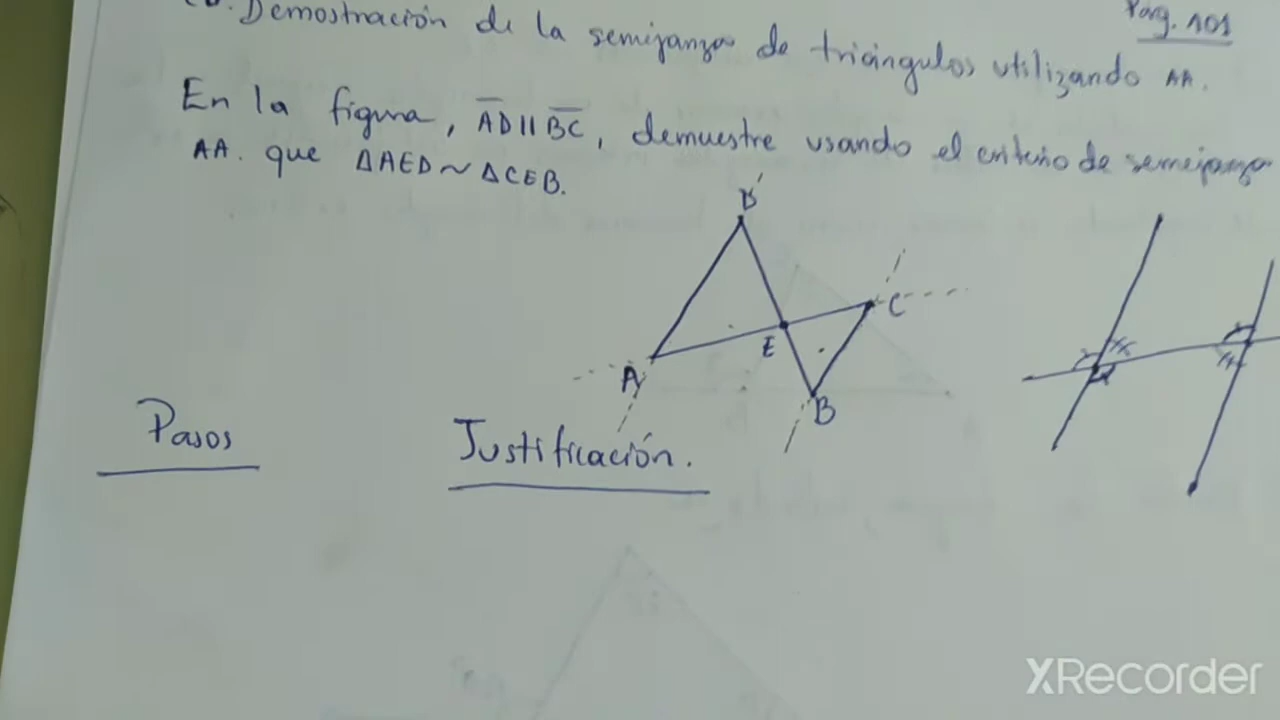 Demostración de la semejanza de triángulos utilizando AA.
Pág. 101
En la figura, AD || BC, demuestre usando el criterio de semejanza
AA. que ΔAED ~ ΔCEB.
D
C
E
A
B
Pasos
Justificación.
XRecorder